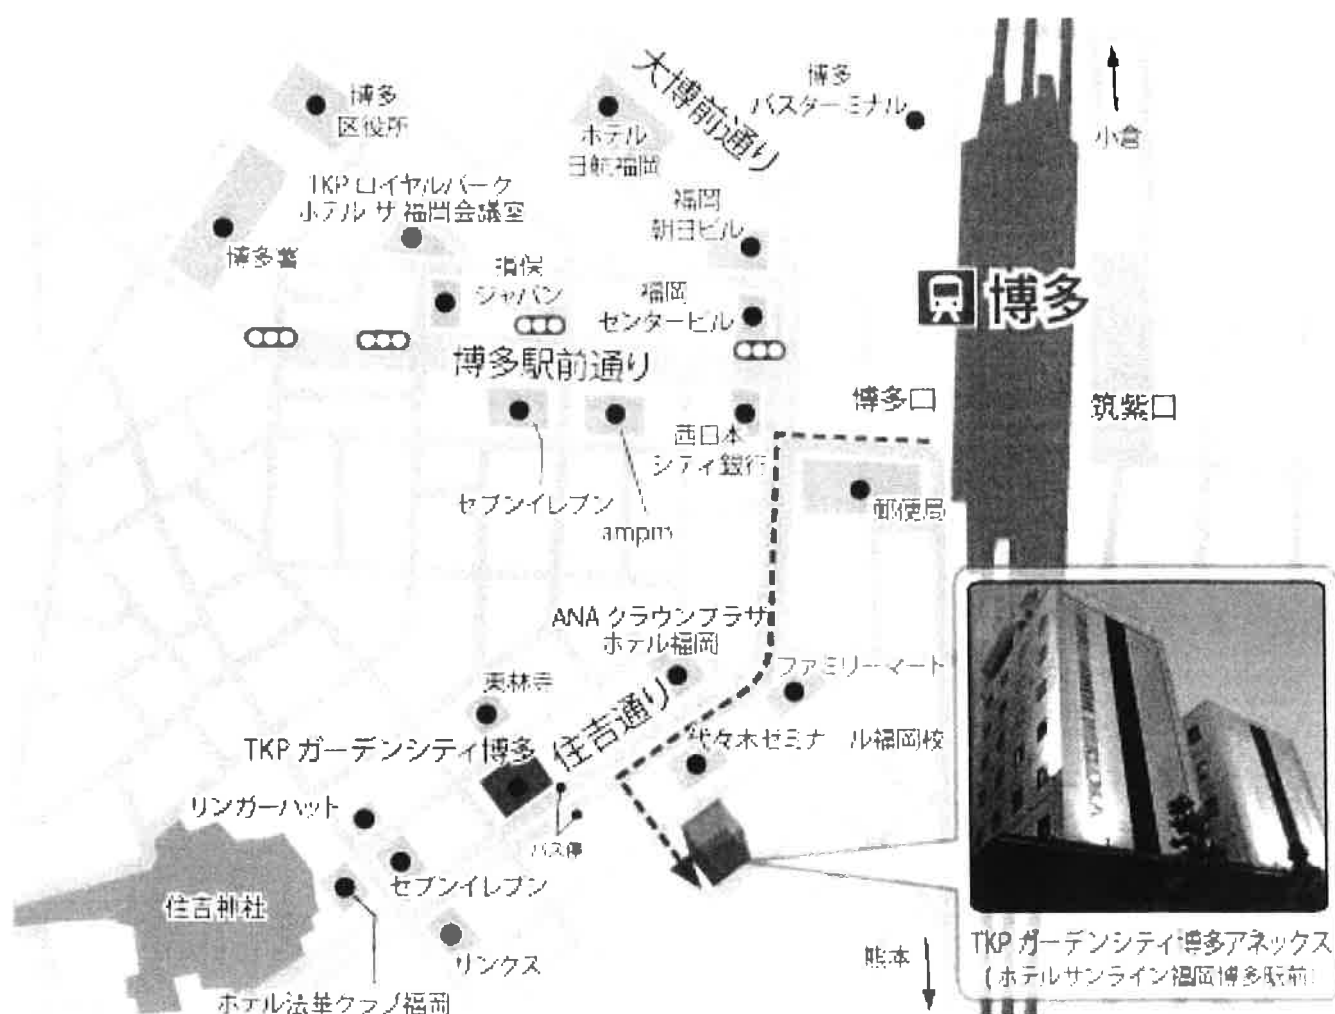 博多
区役所
ホテル
日航福岡
大博前通り
博多
バスターミナル
小倉
TKP ロイヤルパーク
ホテル ザ 福岡会議室
博多署
損保
ジャパン
福岡
朝日ビル
福岡
センタービル
博多
博多駅前通り
博多口
筑紫口
西日本
シティ銀行
セブンイレブン
ampm
郵便局
ANA クラウンプラザ
ホテル福岡
ファミリーマート
東林寺
住吉通り
代々木ゼミナール福岡校
TKP ガーデンシティ博多
リンガーハット
バス停
セブンイレブン
住吉神社
リンクス
ホテル法華クラブ福岡
熊本
TKP ガーデンシティ博多アネックス
(ホテルサンライン福岡博多駅前)